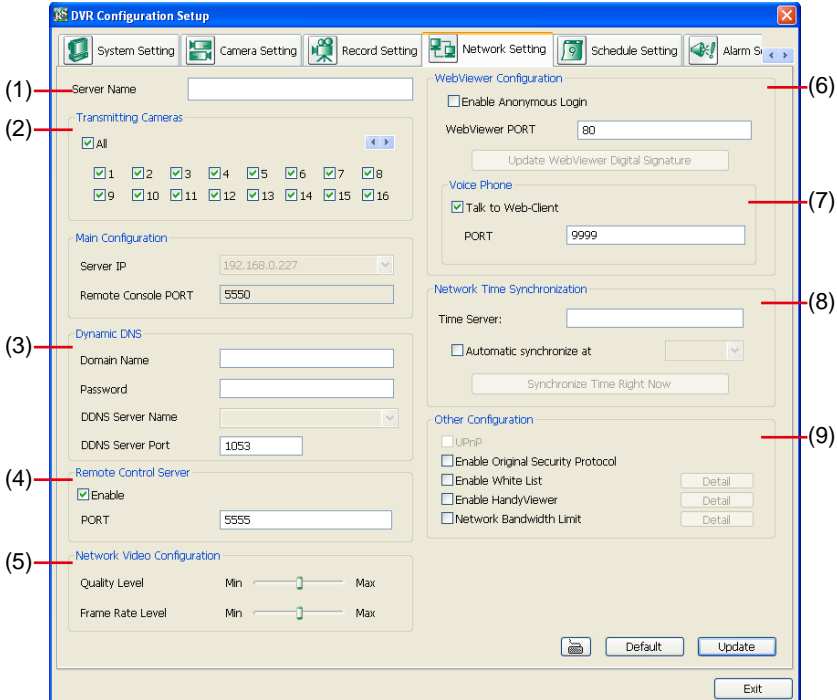 DVR Configuration Setup
System Setting
Camera Setting
Record Setting
Network Setting
Schedule Setting
Alarm S
(1)
Server Name
(2)
Transmitting Cameras
All
1 2 3 4 5 6 7 8
9 10 11 12 13 14 15 16
Main Configuration
Server IP 192.168.0.227
Remote Console PORT 5550
(3)
Dynamic DNS
Domain Name
Password
DDNS Server Name
DDNS Server Port 1053
(4)
Remote Control Server
Enable
PORT 5555
(5)
Network Video Configuration
Quality Level Min Max
Frame Rate Level Min Max
WebViewer Configuration
(6)
Enable Anonymous Login
WebViewer PORT 80
Update WebViewer Digital Signature
Voice Phone
(7)
Talk to Web-Client
PORT 9999
Network Time Synchronization
(8)
Time Server:
Automatic synchronize at
Synchronize Time Right Now
Other Configuration
(9)
UPnP
Enable Original Security Protocol
Enable White List Detail
Enable HandyViewer Detail
Network Bandwidth Limit Detail
Default Update
Exit